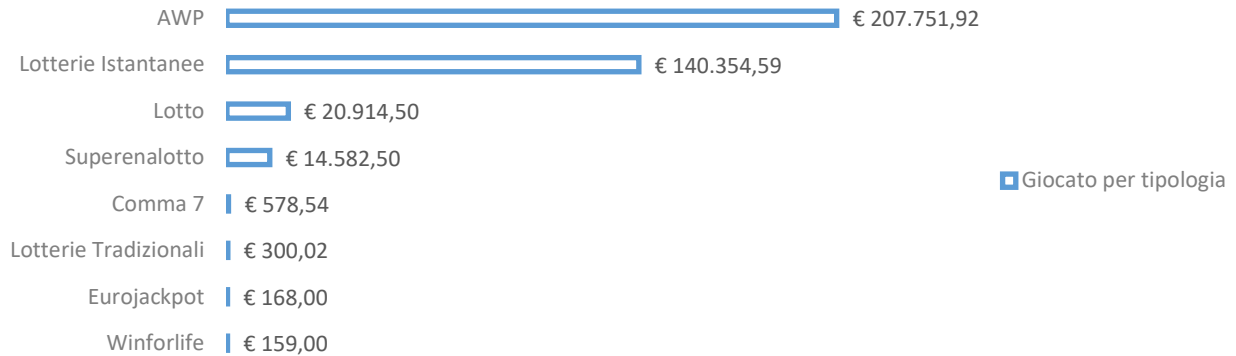 AWP € 207.751,92
Lotterie Istantanee € 140.354,59
Lotto € 20.914,50
Superenalotto € 14.582,50
Comma 7 € 578,54
Lotterie Tradizionali € 300,02
Eurojackpot € 168,00
Winforlife € 159,00
Giocato per tipologia